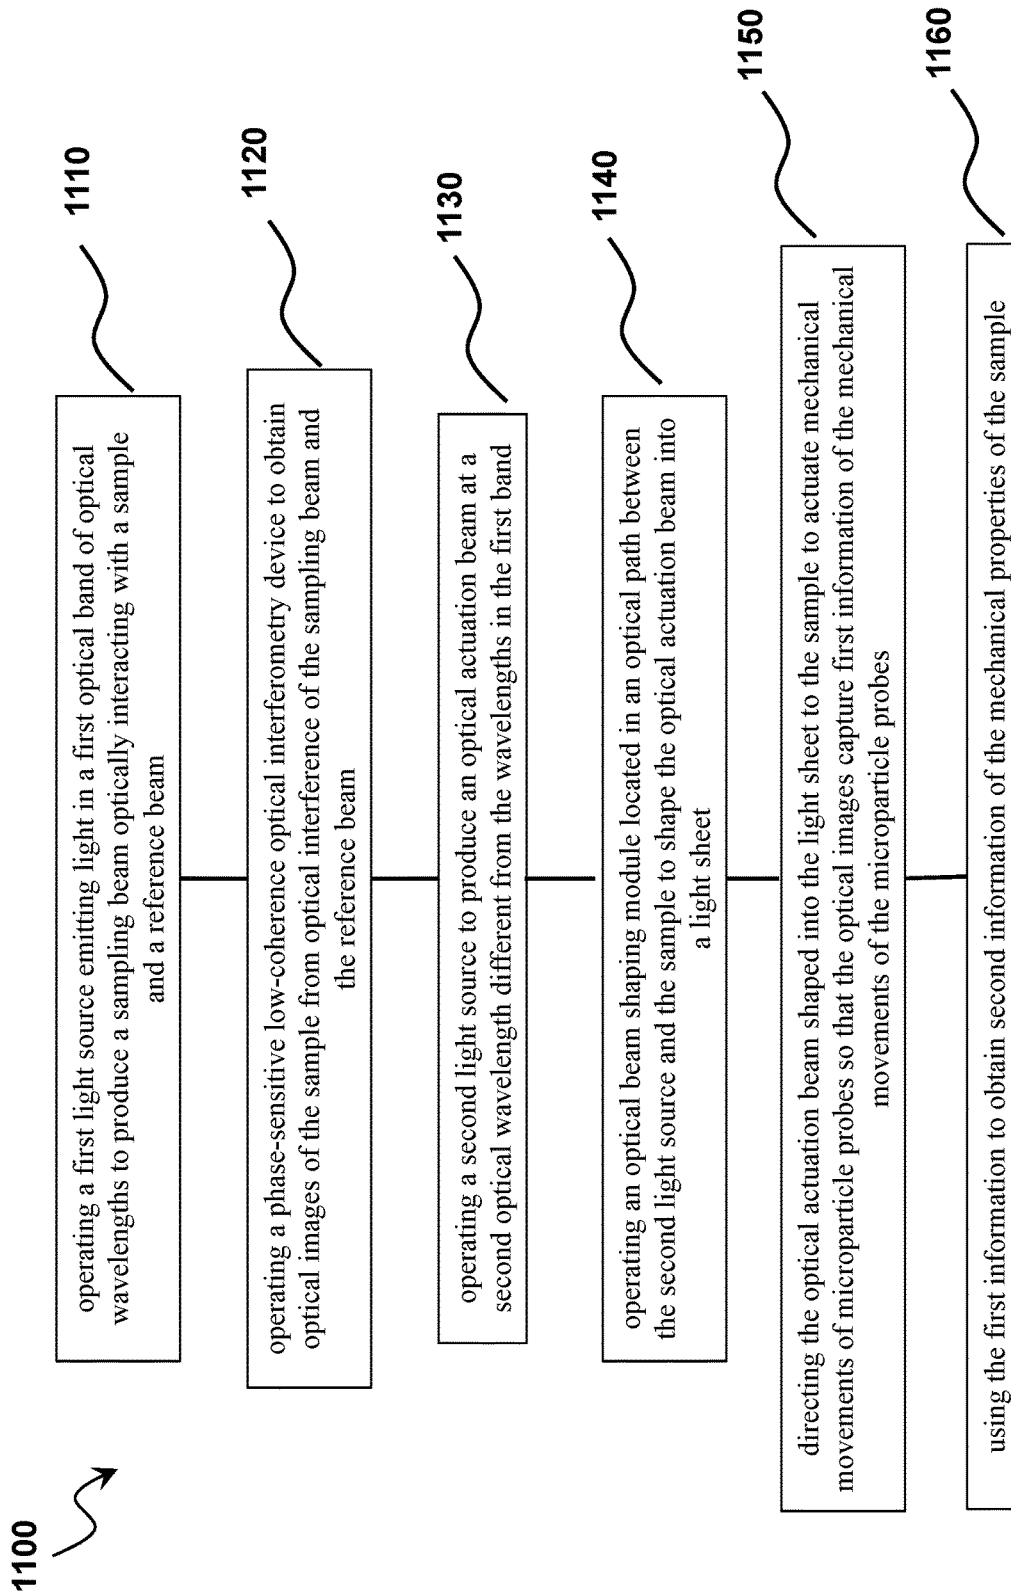 1100
1110
operating a first light source emitting light in a first optical band of optical
wavelengths to produce a sampling beam optically interacting with a sample
and a reference beam
1120
operating a phase-sensitive low-coherence optical interferometry device to obtain
optical images of the sample from optical interference of the sampling beam and
the reference beam
1130
operating a second light source to produce an optical actuation beam at a
second optical wavelength different from the wavelengths in the first band
1140
operating an optical beam shaping module located in an optical path between
the second light source and the sample to shape the optical actuation beam into
a light sheet
1150
directing the optical actuation beam shaped into the light sheet to the sample to actuate mechanical
movements of microparticle probes so that the optical images capture first information of the mechanical
movements of the microparticle probes
1160
using the first information to obtain second information of the mechanical properties of the sample